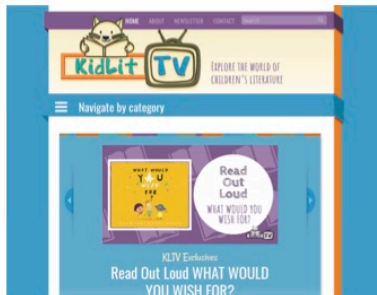 HOME ABOUT NEWSLETTER CONTACT Search
KidLit TV
EXPLORE THE WORLD OF
CHILDREN'S LITERATURE
Navigate by category
WHAT WOULD
YOU
WISH
FOR?
Read
Out
Loud
WHAT WOULD YOU
WISH FOR?
KidLit TV
KLTV Exclusives
Read Out Loud WHAT WOULD
YOU WISH FOR?